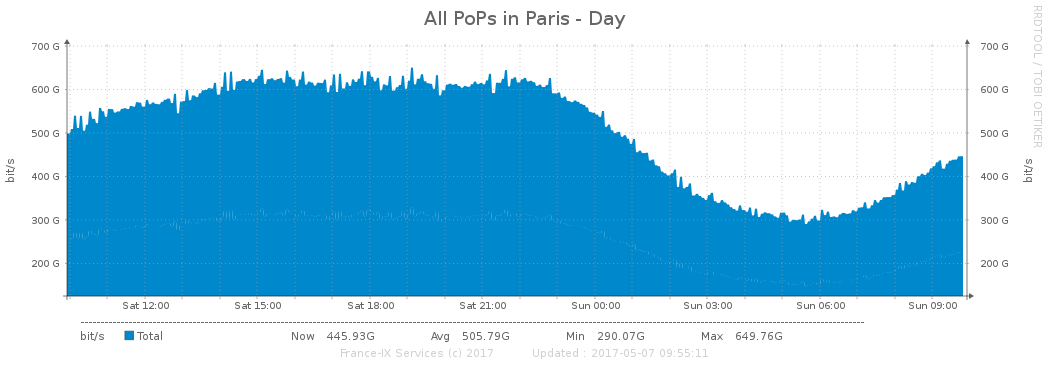 All PoPs in Paris - Day
RRDTOOL / TOBI OETIKER
700 G 700 G
600 G 600 G
500 G 500 G
400 G 400 G
300 G 300 G
200 G 200 G
bit/s bit/s
Sat 12:00 Sat 15:00 Sat 18:00 Sat 21:00 Sun 00:00 Sun 03:00 Sun 06:00 Sun 09:00
bit/s Total Now 445.93G Avg 505.79G Min 290.07G Max 649.76G
France-IX Services (c) 2017 Updated : 2017-05-07 09:55:11